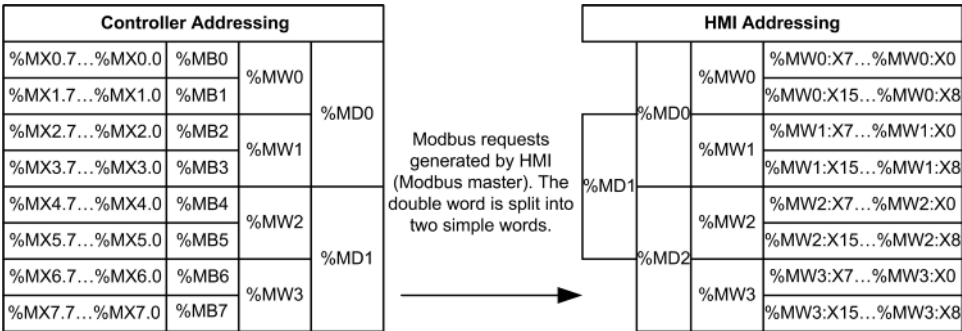 Controller Addressing
HMI Addressing
%MX0.7…%MX0.0 %MB0 %MW0 %MD0
%MX1.7…%MX1.0 %MB1
%MX2.7…%MX2.0 %MB2 %MW1
%MX3.7…%MX3.0 %MB3
%MX4.7…%MX4.0 %MB4 %MW2 %MD1
%MX5.7…%MX5.0 %MB5
%MX6.7…%MX6.0 %MB6 %MW3
%MX7.7…%MX7.0 %MB7
Modbus requests
generated by HMI
(Modbus master). The
double word is split into
two simple words.
%MD1
%MD0 %MW0 %MW0:X7…%MW0:X0
%MW0:X15…%MW0:X8
%MW1 %MW1:X7…%MW1:X0
%MW1:X15…%MW1:X8
%MD2 %MW2 %MW2:X7…%MW2:X0
%MW2:X15…%MW2:X8
%MW3 %MW3:X7…%MW3:X0
%MW3:X15…%MW3:X8